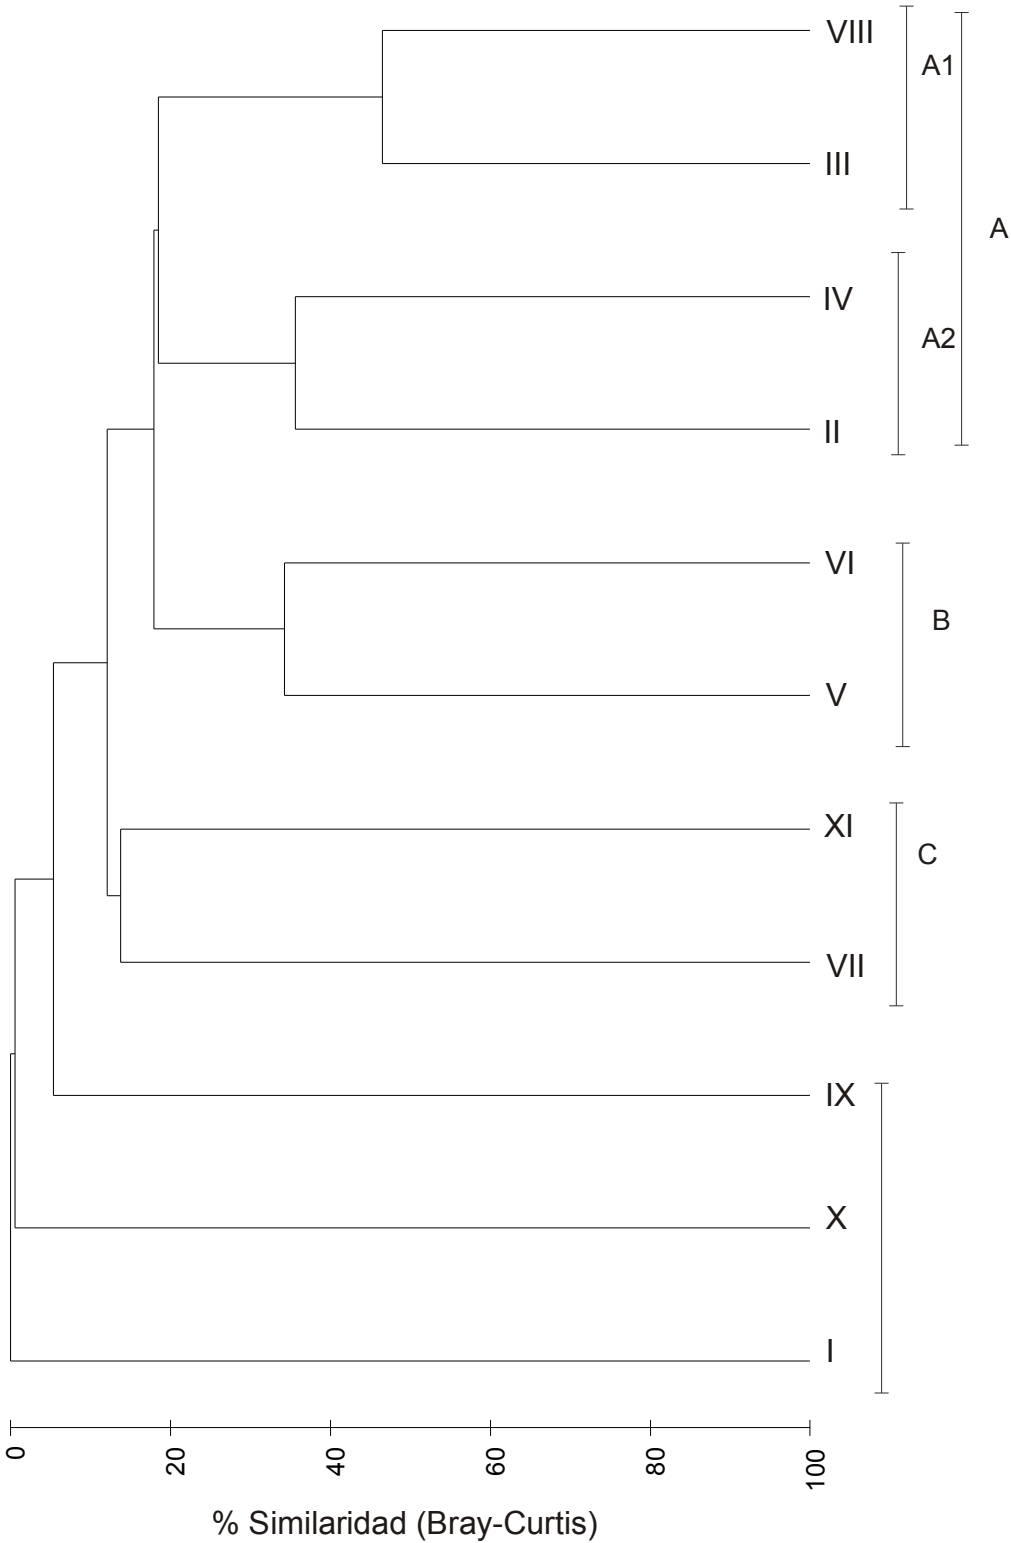 VIII
A1
III
A
IV
A2
II
VI
B
V
XI
C
VII
IX
X
I
0 20 40 60 80 100
% Similaridad (Bray-Curtis)